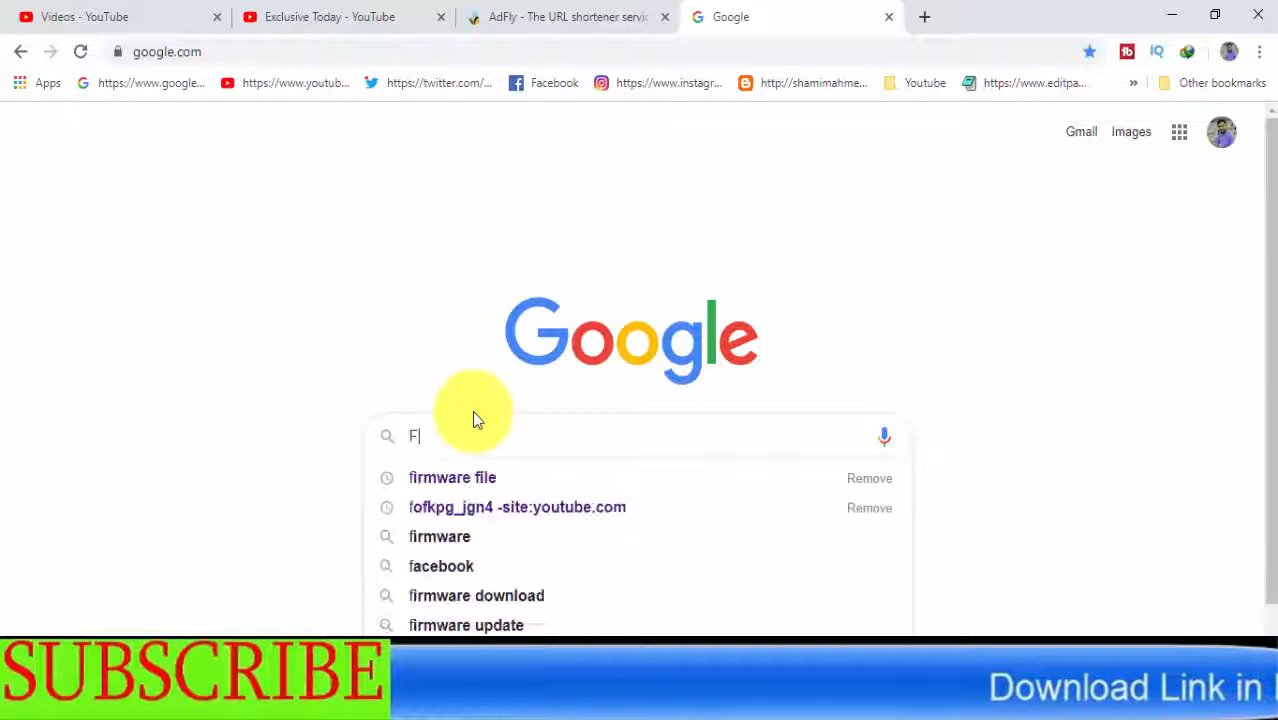 Videos - YouTube
Exclusive Today - YouTube
AdFly - The URL shortener servic
Google
google.com
Apps
https://www.google...
https://www.youtub...
https://twitter.com/...
Facebook
https://www.instagr...
http://shamimahme...
Youtube
https://www.editpa...
»
Other bookmarks
Gmail
Images
Google
F
firmware file
Remove
fofkpg_jgn4 -site:youtube.com
Remove
firmware
facebook
firmware download
firmware update
SUBSCRIBE
Download Link in